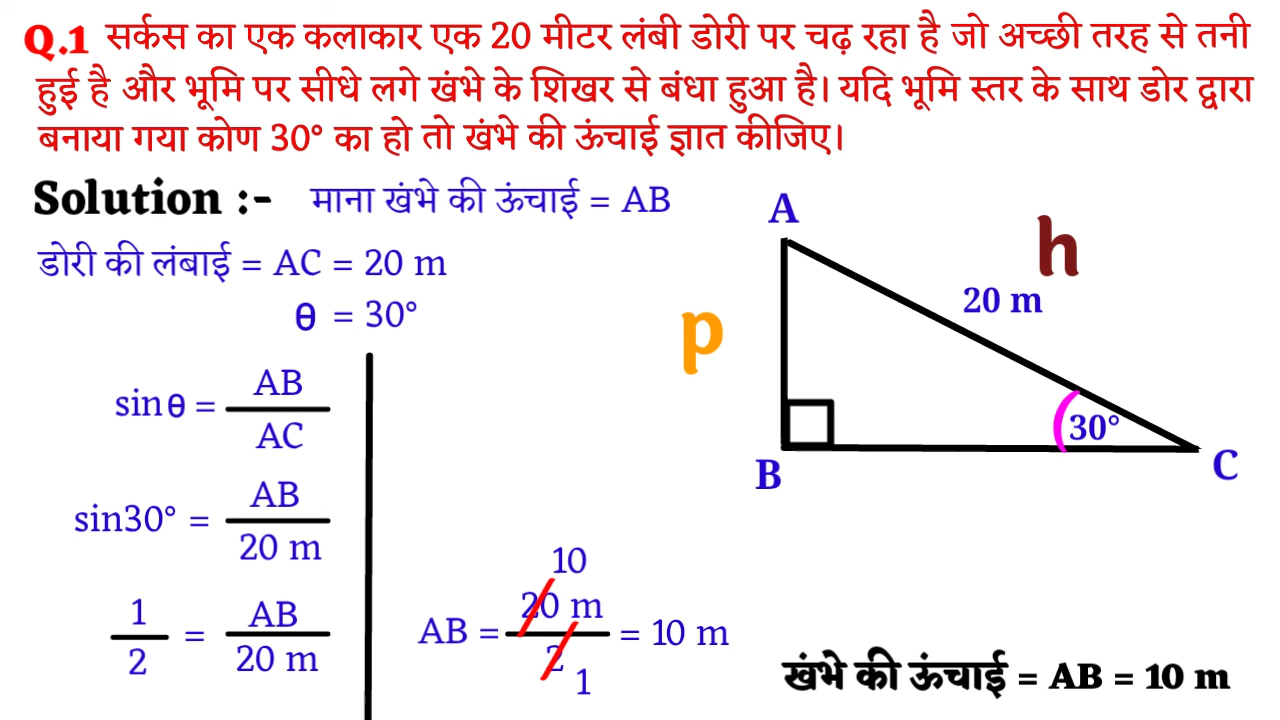 Q.1 सर्कस का एक कलाकार एक 20 मीटर लंबी डोरी पर चढ़ रहा है जो अच्छी तरह से तनी
हुई है और भूमि पर सीधे लगे खंभे के शिखर से बंधा हुआ है। यदि भूमि स्तर के साथ डोर द्वारा
बनाया गया कोण 30° का हो तो खंभे की ऊंचाई ज्ञात कीजिए।
Solution :- माना खंभे की ऊंचाई = AB
डोरी की लंबाई = AC = 20 m
θ = 30°
sinθ = AB / AC
sin30° = AB / 20 m
1 / 2 = AB / 20 m
10
AB = 20 m / 2 = 10 m
1
A
h
20 m
p
30°
B
C
खंभे की ऊंचाई = AB = 10 m